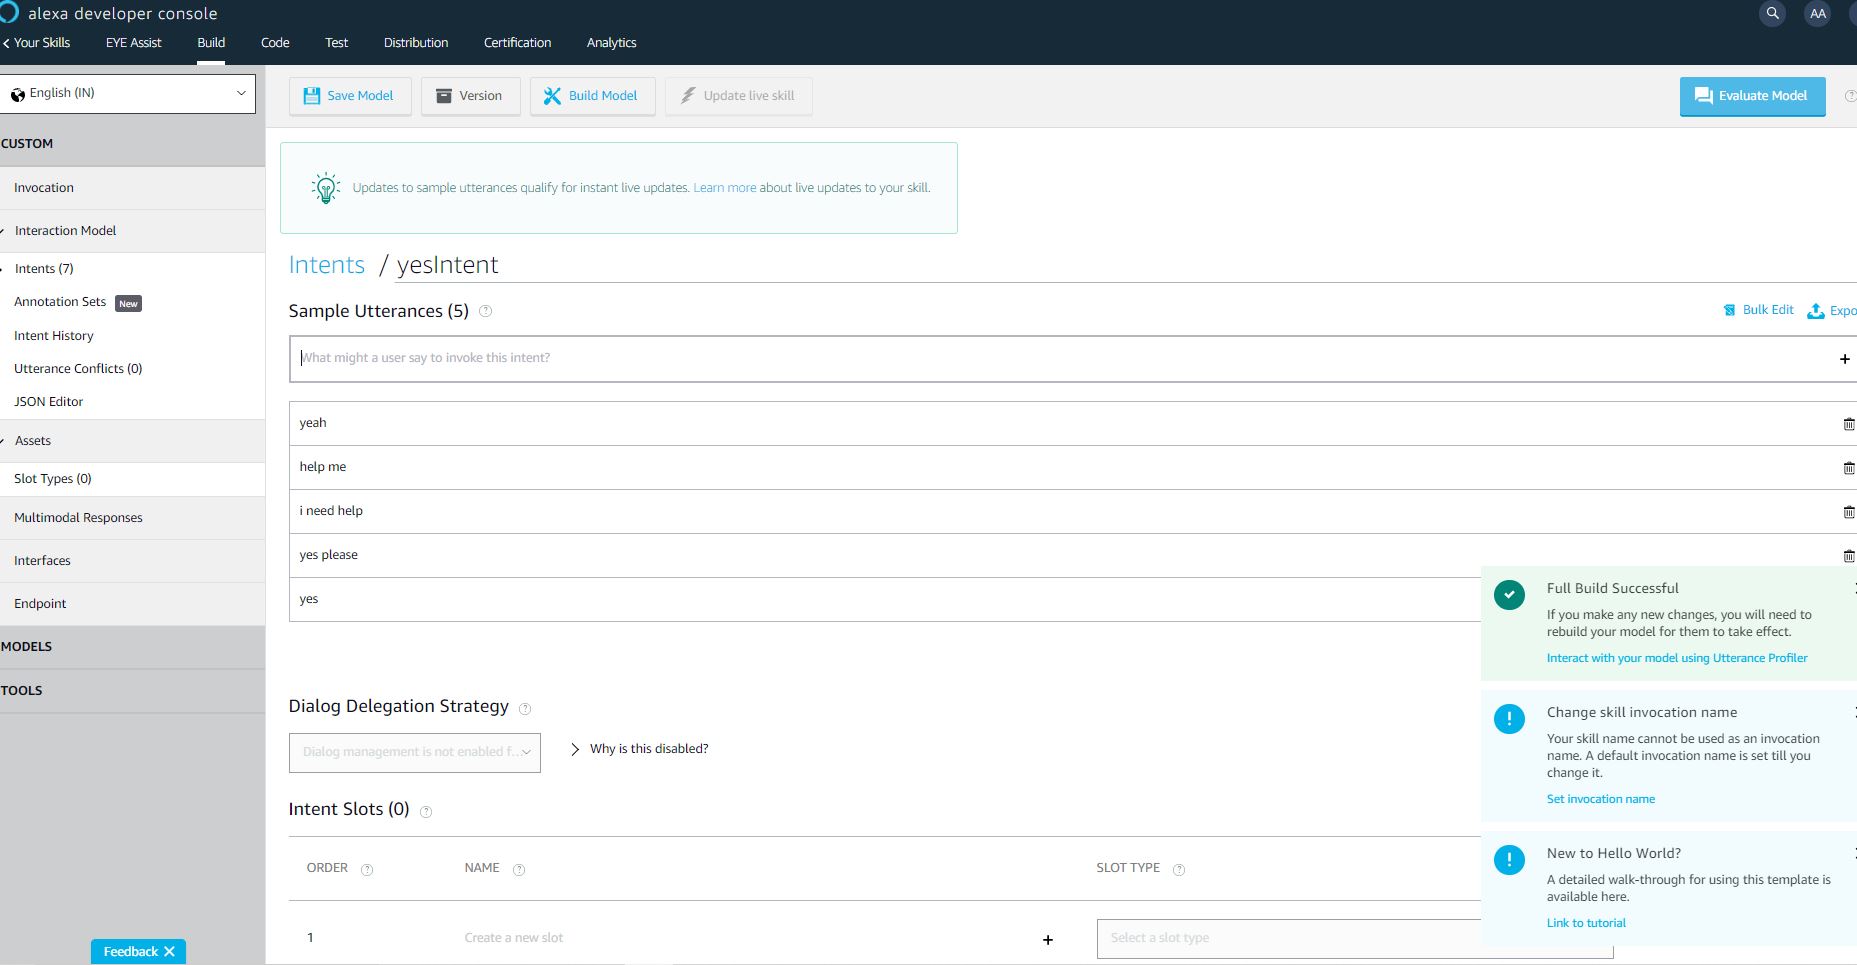 alexa developer console
AA
Your Skills
EYE Assist
Build
Code
Test
Distribution
Certification
Analytics
English (IN)
Save Model
Version
Build Model
Update live skill
Evaluate Model
CUSTOM
Invocation
Interaction Model
Intents (7)
Annotation Sets New
Intent History
Utterance Conflicts (0)
JSON Editor
Assets
Slot Types (0)
Multimodal Responses
Interfaces
Endpoint
MODELS
TOOLS
Feedback
Updates to sample utterances qualify for instant live updates. Learn more about live updates to your skill.
Intents / yesIntent
Sample Utterances (5)
Bulk Edit
Expo
What might a user say to invoke this intent?
yeah
help me
i need help
yes please
yes
Dialog Delegation Strategy
Dialog management is not enabled f...
Why is this disabled?
Intent Slots (0)
ORDER
NAME
SLOT TYPE
1
Create a new slot
Select a slot type
Full Build Successful
If you make any new changes, you will need to
rebuild your model for them to take effect.
Interact with your model using Utterance Profiler
Change skill invocation name
Your skill name cannot be used as an invocation
name. A default invocation name is set till you
change it.
Set invocation name
New to Hello World?
A detailed walk-through for using this template is
available here.
Link to tutorial